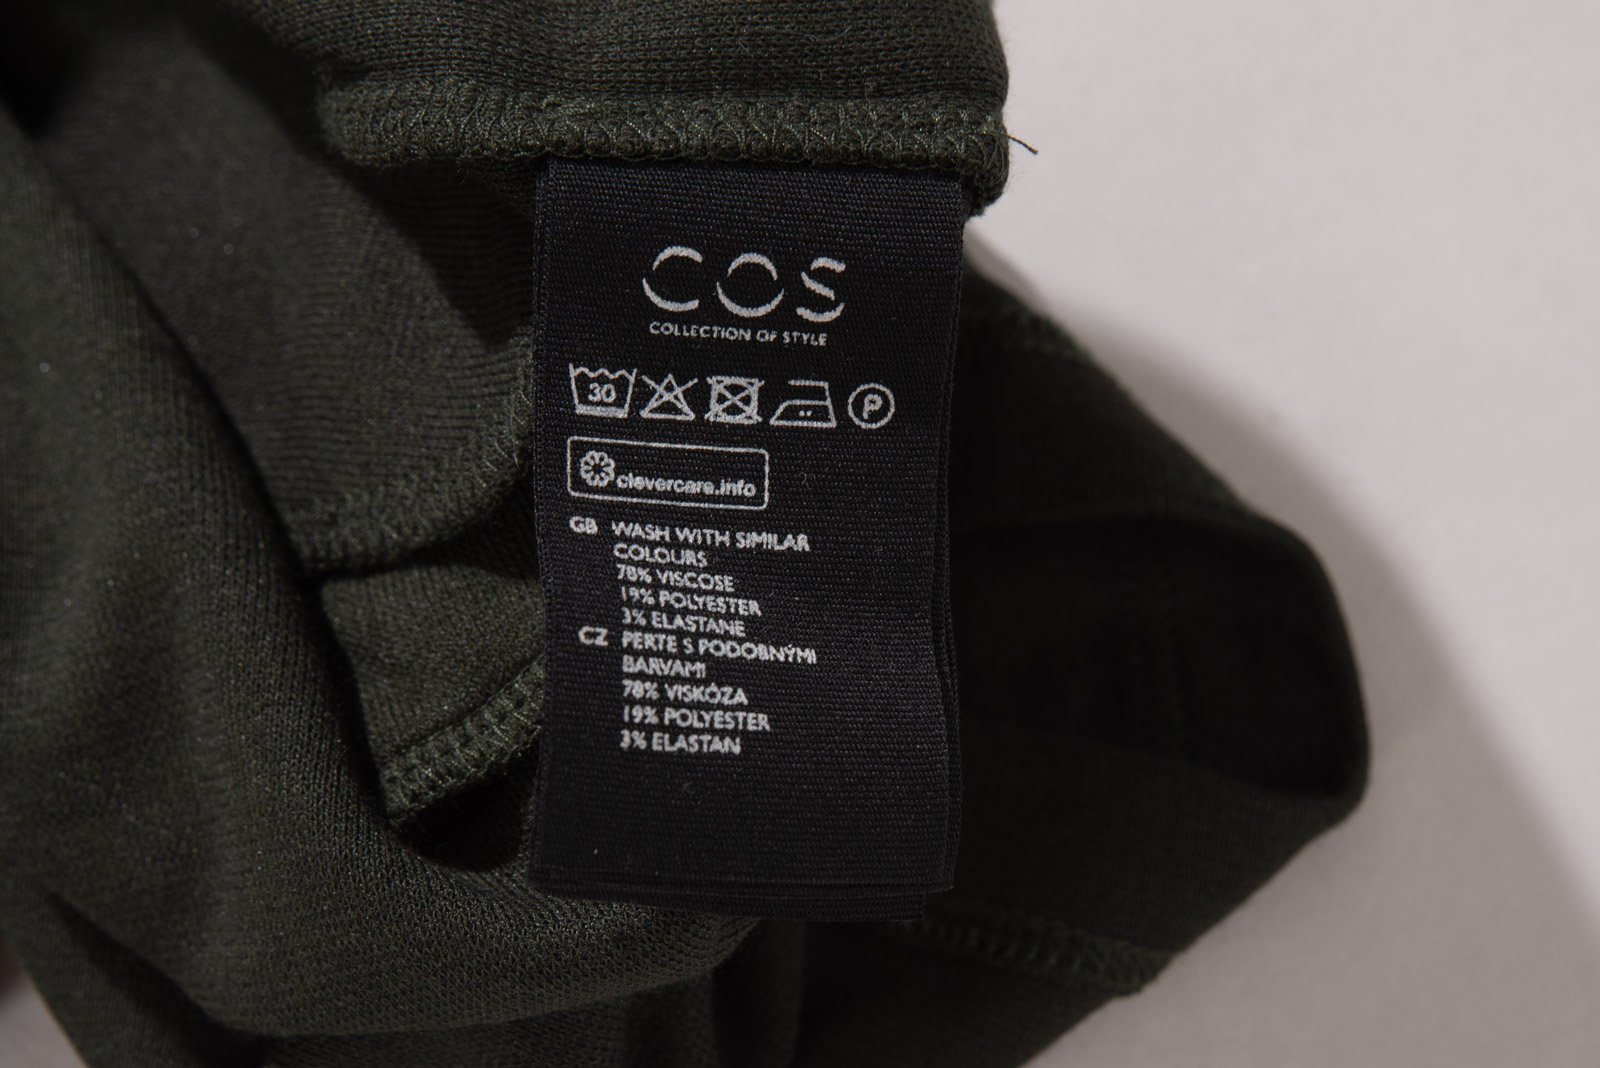 COS
COLLECTION OF STYLE
30 P
clevercare.info
GB WASH WITH SIMILAR
COLOURS
78% VISCOSE
19% POLYESTER
3% ELASTANE
CZ PERTE S PODOBNÝMI
BARVAMI
78% VISKÓZA
19% POLYESTER
3% ELASTAN